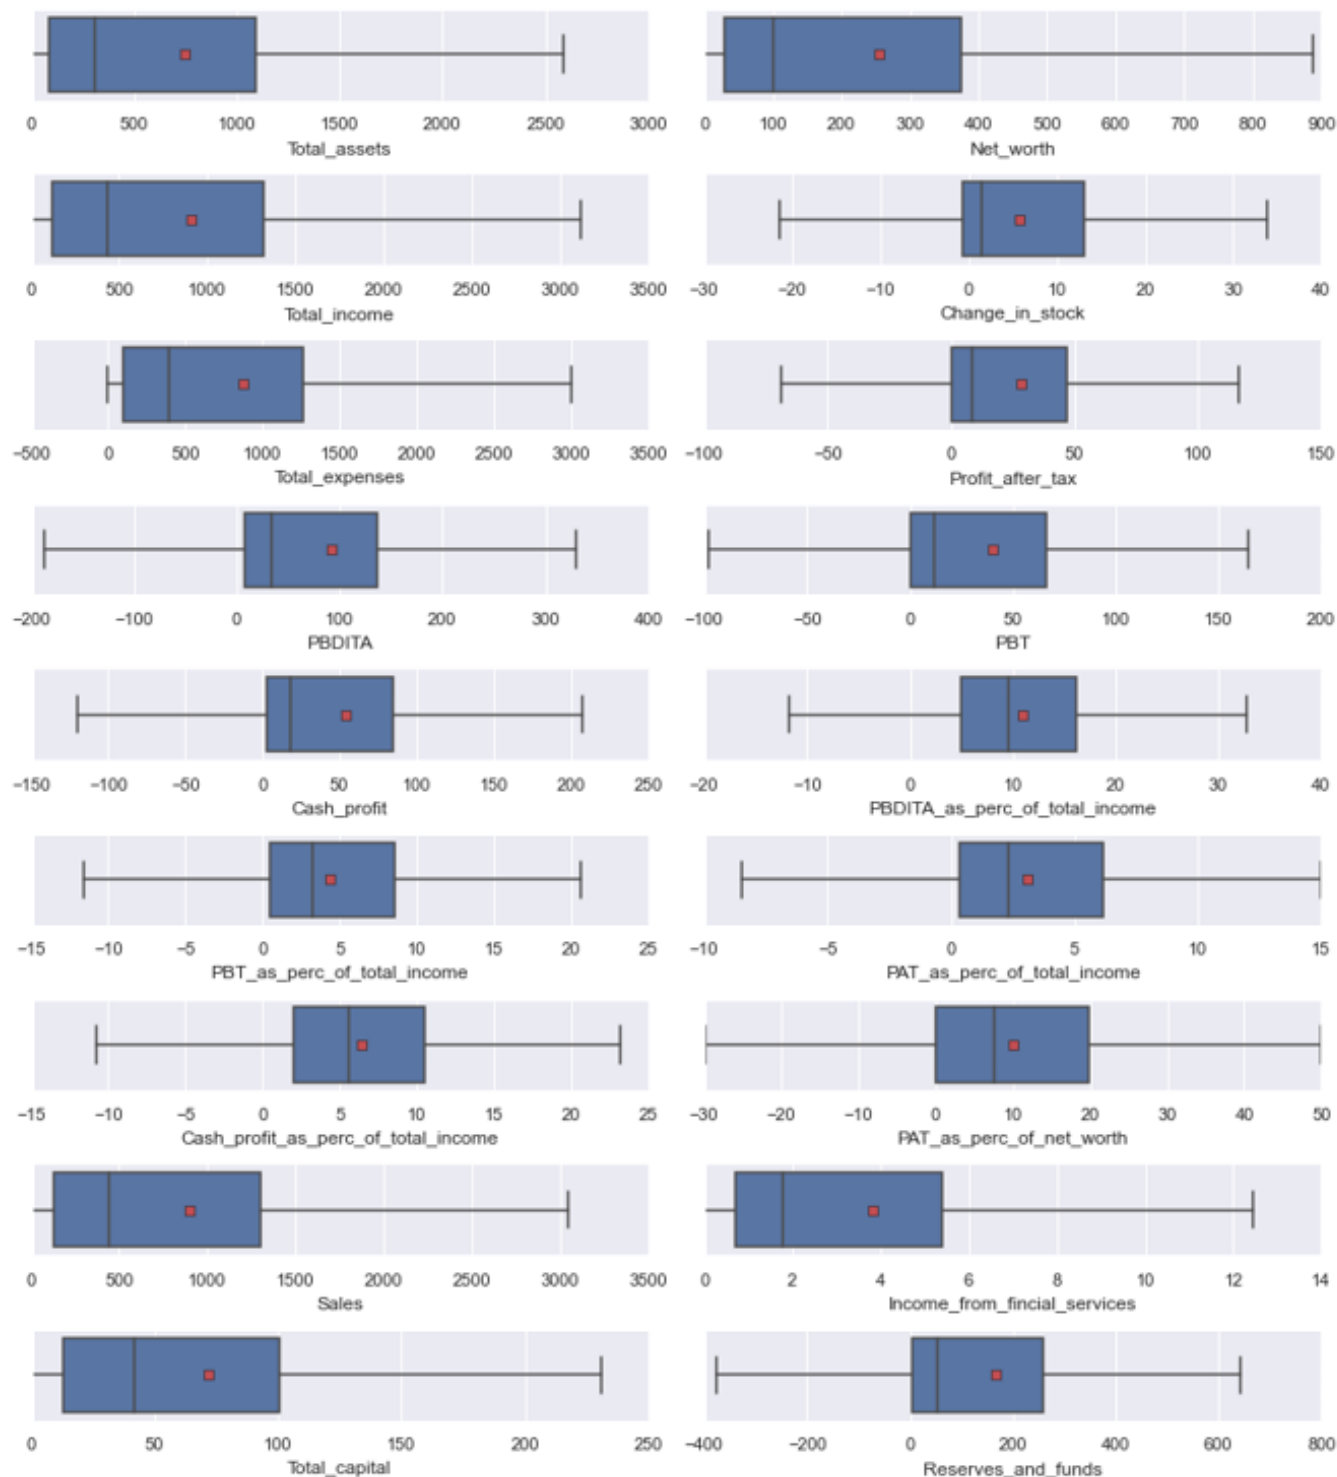 0 500 1000 1500 2000 2500 3000
Total_assets
0 100 200 300 400 500 600 700 800 900
Net_worth
0 500 1000 1500 2000 2500 3000 3500
Total_income
−30 −20 −10 0 10 20 30 40
Change_in_stock
−500 0 500 1000 1500 2000 2500 3000 3500
Total_expenses
−100 −50 0 50 100 150
Profit_after_tax
−200 −100 0 100 200 300 400
PBDITA
−100 −50 0 50 100 150 200
PBT
−150 −100 −50 0 50 100 150 200 250
Cash_profit
−20 −10 0 10 20 30 40
PBDITA_as_perc_of_total_income
−15 −10 −5 0 5 10 15 20 25
PBT_as_perc_of_total_income
−10 −5 0 5 10 15
PAT_as_perc_of_total_income
−15 −10 −5 0 5 10 15 20 25
Cash_profit_as_perc_of_total_income
−30 −20 −10 0 10 20 30 40 50
PAT_as_perc_of_net_worth
0 500 1000 1500 2000 2500 3000 3500
Sales
0 2 4 6 8 10 12 14
Income_from_fincial_services
0 50 100 150 200 250
Total_capital
−400 −200 0 200 400 600 800
Reserves_and_funds